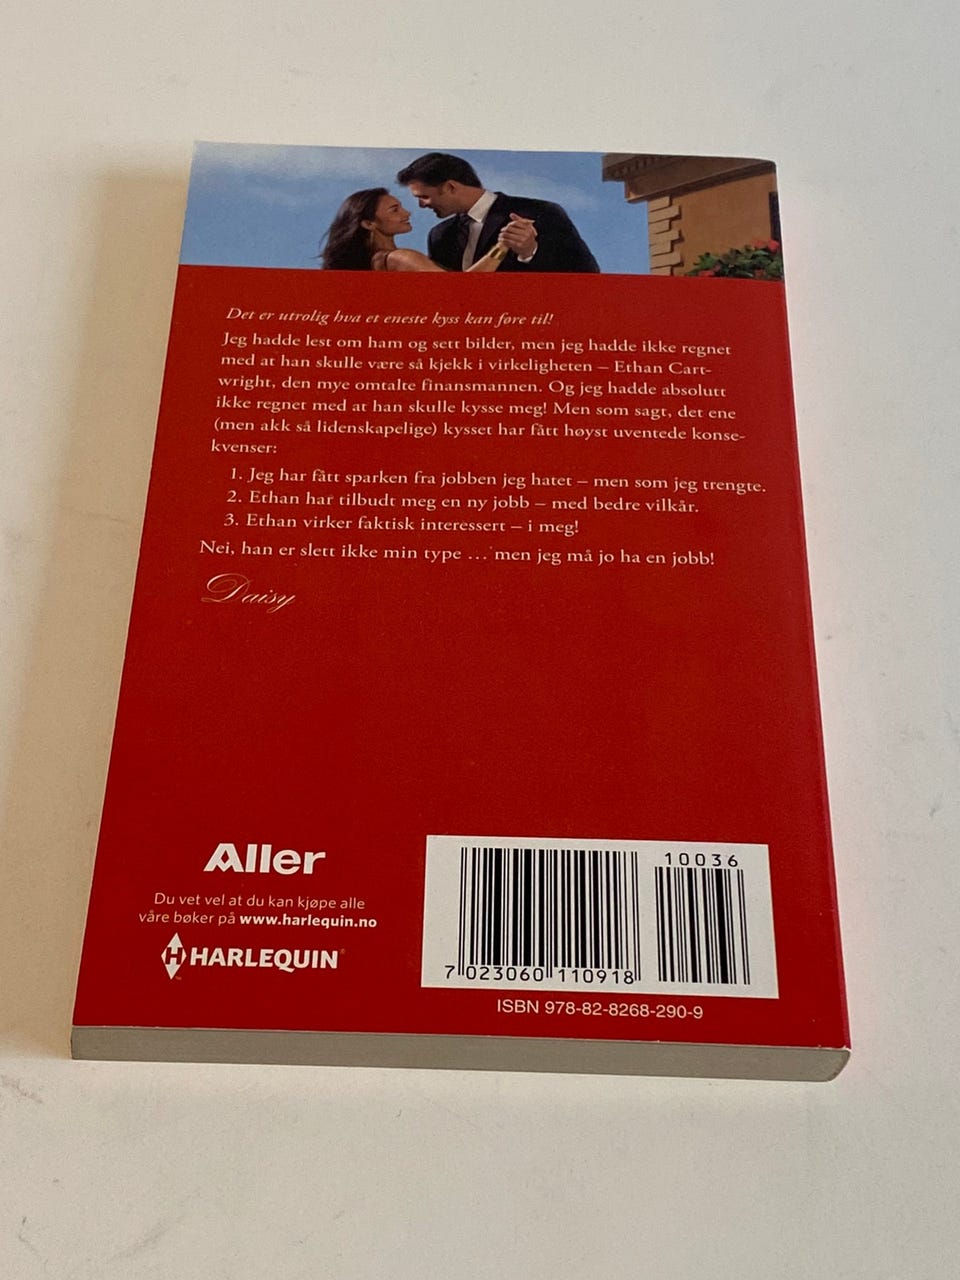 Det er utrolig hva et eneste kyss kan føre til!
Jeg hadde lest om ham og sett bilder, men jeg hadde ikke regnet
med at han skulle være så kjekk i virkeligheten – Ethan Cart-
wright, den mye omtalte finansmannen. Og jeg hadde absolutt
ikke regnet med at han skulle kysse meg! Men som sagt, det ene
(men akk så lidenskapelige) kysset har fått høyst uventede konse-
kvenser:
1. Jeg har fått sparken fra jobben jeg hatet – men som jeg trengte.
2. Ethan har tilbudt meg en ny jobb – med bedre vilkår.
3. Ethan virker faktisk interessert – i meg!
Nei, han er slett ikke min type ... men jeg må jo ha en jobb!
Daisy
Aller
Du vet vel at du kan kjøpe alle
våre bøker på www.harlequin.no
H HARLEQUIN®
™
10036
7 023060 110918
ISBN 978-82-8268-290-9